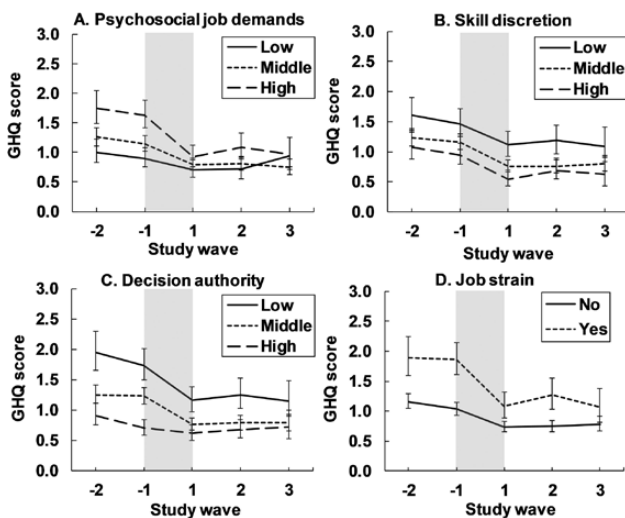 A. Psychosocial job demands
3.0
2.5
2.0
1.5
1.0
0.5
0.0
GHQ score
Low
Middle
High
-2 -1 1 2 3
Study wave
B. Skill discretion
3.0
2.5
2.0
1.5
1.0
0.5
0.0
GHQ score
Low
Middle
High
-2 -1 1 2 3
Study wave
C. Decision authority
3.0
2.5
2.0
1.5
1.0
0.5
0.0
GHQ score
Low
Middle
High
-2 -1 1 2 3
Study wave
D. Job strain
3.0
2.5
2.0
1.5
1.0
0.5
0.0
GHQ score
No
Yes
-2 -1 1 2 3
Study wave